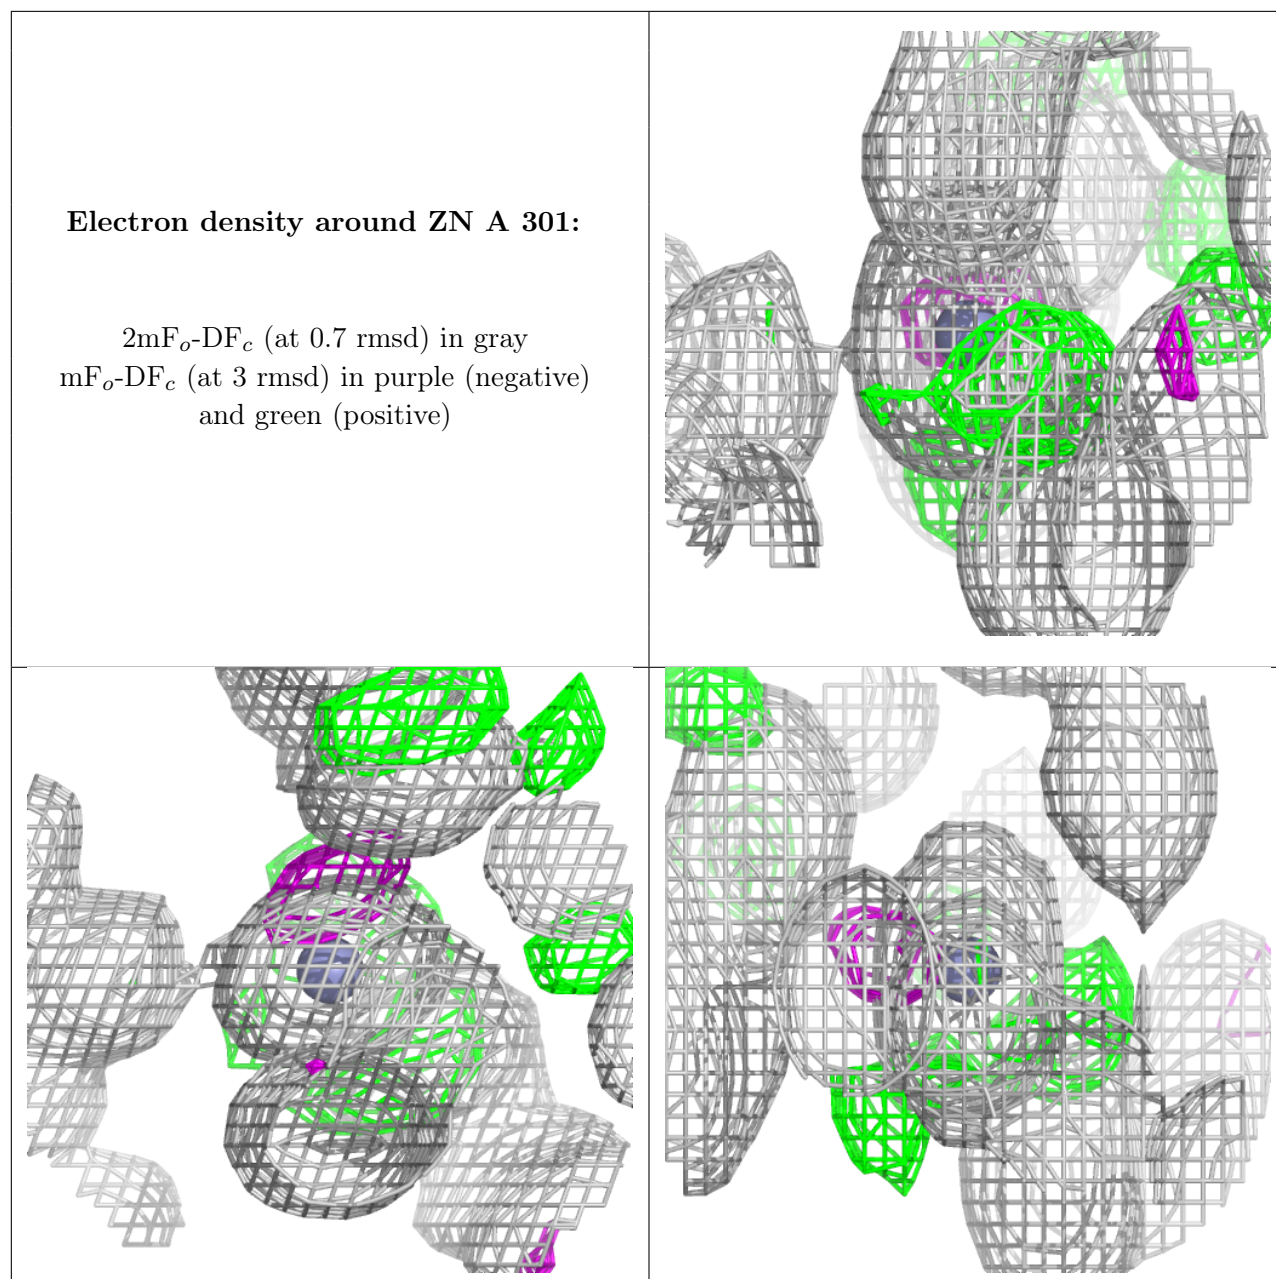 Electron density around ZN A 301:
2mFo-DFc (at 0.7 rmsd) in gray
mFo-DFc (at 3 rmsd) in purple (negative)
and green (positive)